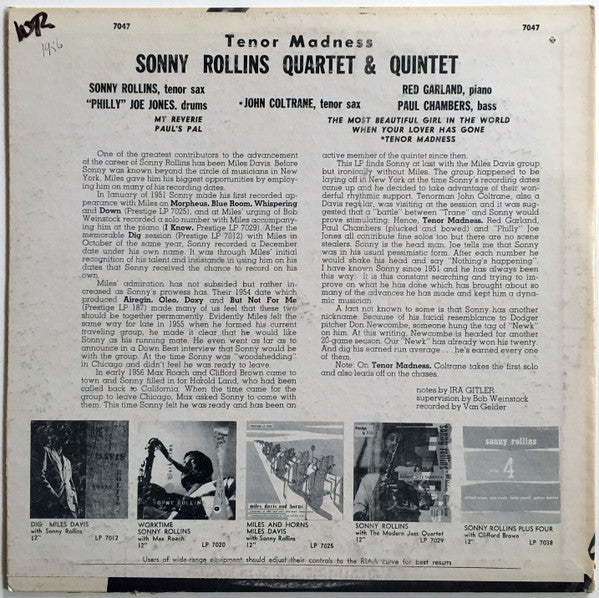 WR
1956
7047
7047
Tenor Madness
SONNY ROLLINS QUARTET & QUINTET
SONNY ROLLINS, tenor sax
"PHILLY" JOE JONES, drums
*JOHN COLTRANE, tenor sax
RED GARLAND, piano
PAUL CHAMBERS, bass
MY REVERIE
PAUL'S PAL
THE MOST BEAUTIFUL GIRL IN THE WORLD
WHEN YOUR LOVER HAS GONE
*TENOR MADNESS
One of the greatest contributors to the advancement
of the career of Sonny Rollins has been Miles Davis. Before
Sonny was known beyond the circle of musicians in New
York, Miles gave him his biggest opportunities by employ-
ing him on many of his recording dates.
In January of 1951 Sonny made his first recorded ap-
pearance with Miles on Morpheus, Blue Room, Whispering
and Down (Prestige LP 7025), and at Miles' urging of Bob
Weinstock recorded a solo number with Miles accompany-
ing him at the piano (I Know, Prestige LP 7029). After the
memorable Dig session (Prestige LP 7012) with Miles in
October of the same year, Sonny recorded a December
date under his own name. It was through Miles' initial
recognition of his talent and insistance in using him on his
dates that Sonny received the chance to record on his
own.
Miles' admiration has not subsided but rather in-
creased as Sonny's prowess has. Their 1954 date which
produced Airegin, Oleo, Doxy and But Not For Me
(Prestige LP 187) made many of us feel that these two
should be together permanently. Evidently Miles felt the
same way for late in 1955 when he formed his current
traveling group, he made it clear that he would like
Sonny as his running mate. He even went as far as to
announce in a Down Beat interview that Sonny would be
with the group. At the time Sonny was "woodshedding"
in Chicago and didn't feel he was ready to leave.
In early 1956 Max Roach and Clifford Brown came to
town and Sonny filled in for Harold Land, who had been
called back to California. When the time came for the
group to leave Chicago, Max asked Sonny to come with
them. This time Sonny felt he was ready and has been an
active member of the quintet since then.
This LP finds Sonny at last with the Miles Davis group
but ironically without Miles. The group happened to be
laying off in New York at the time Sonny's recording dates
came up and he decided to take advantage of their won-
derful rhythmic support. Tenorman John Coltrane, also a
Davis regular, was visiting at the session and it was sug-
gested that a "battle" between "Trane" and Sonny would
prove stimulating. Hence, Tenor Madness. Red Garland,
Paul Chambers (plucked and bowed) and "Philly" Joe
Jones all contribute fine solos too but there are no scene
stealers. Sonny is the head man. Joe tells me that Sonny
was in his usual pessimistic form. After each number he
would shake his head and say "Nothing's happening".
I have known Sonny since 1951 and he has always been
this way. It is this constant searching and trying to im-
prove on what he has done which has brought about so
many of the advances he has made and kept him a dyna-
mic musician.
A fact not known to some is that Sonny has another
nickname. Because of his facial resemblance to Dodger
pitcher Don Newcombe, someone hung the tag of "Newk"
on him. At this writing, Newcombe is headed for another
20-game season. Our "Newk" has already won his twenty.
And dig his earned run average . . . he's earned every one
of them.
Note: On Tenor Madness, Coltrane takes the first solo
and also leads off on the chases.
notes by IRA GITLER
supervision by Bob Weinstock
recorded by Van Gelder
SONNY ROLLINS
miles davis and horns
sonny rollins
4
DIG MILES DAVIS
with Sonny Rollins
12" LP 7012
WORKTIME
SONNY ROLLINS
with Max Roach
12" LP 7020
MILES AND HORNS
MILES DAVIS
with Sonny Rollins
12" LP 7025
SONNY ROLLINS
with The Modern Jazz Quartet
12" LP 7029
SONNY ROLLINS PLUS FOUR
with Clifford Brown
12" LP 7038
Users of wide-range equipment should adjust their controls to the RIAA curve for best results